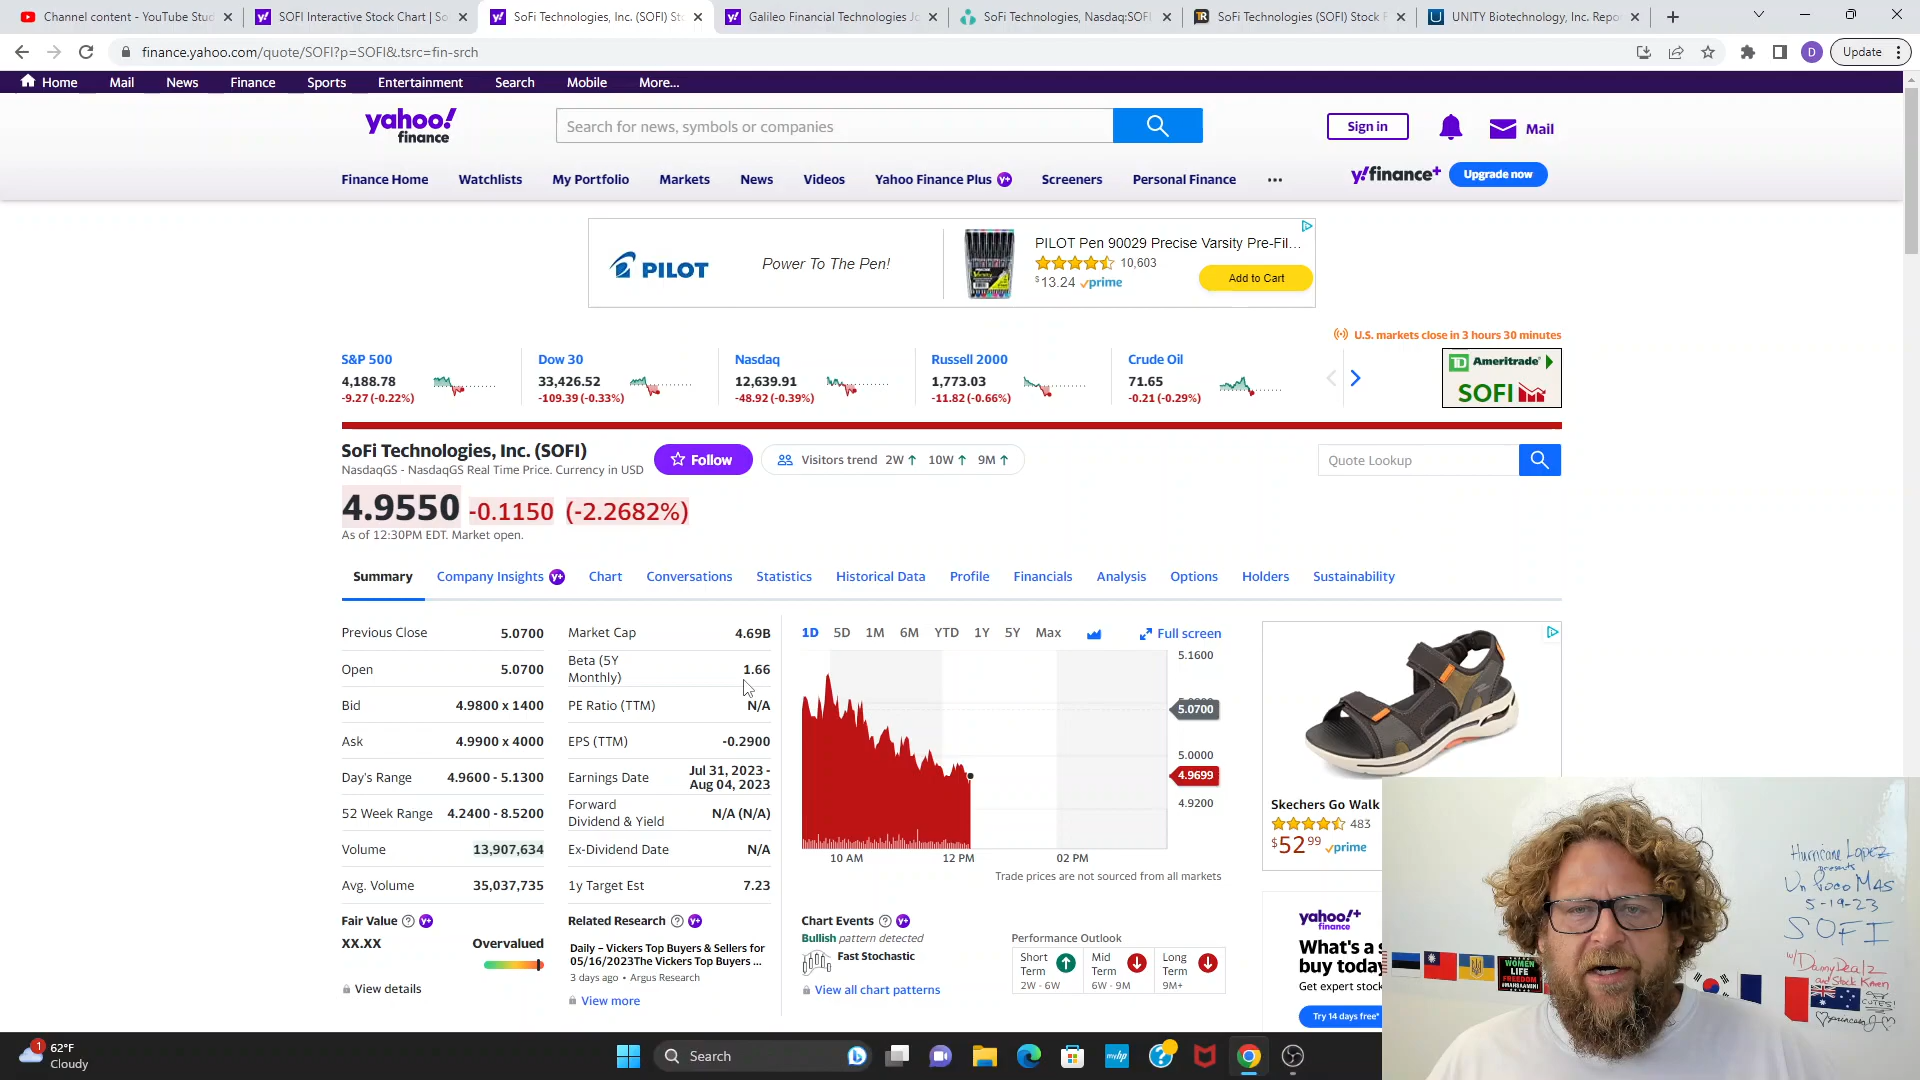 Channel content - YouTube Stud
SOFI Interactive Stock Chart | So
SoFi Technologies, Inc. (SOFI) Sto
Galileo Financial Technologies Jo
SoFi Technologies, Nasdaq:SOFI
SoFi Technologies (SOFI) Stock F
UNITY Biotechnology, Inc. Repo
finance.yahoo.com/quote/SOFI?p=SOFI&.tsrc=fin-srch
D
Update
Home Mail News Finance Sports Entertainment Search Mobile More...
yahoo!
finance
Search for news, symbols or companies
Sign in
Mail
Finance Home Watchlists My Portfolio Markets News Videos Yahoo Finance Plus Screeners Personal Finance ...
y!finance+ Upgrade now
PILOT
Power To The Pen!
PILOT Pen 90029 Precise Varsity Pre-Fil...
10,603
$13.24 prime
Add to Cart
U.S. markets close in 3 hours 30 minutes
S&P 500
4,188.78
-9.27 (-0.22%)
Dow 30
33,426.52
-109.39 (-0.33%)
Nasdaq
12,639.91
-48.92 (-0.39%)
Russell 2000
1,773.03
-11.82 (-0.66%)
Crude Oil
71.65
-0.21 (-0.29%)
TD Ameritrade
SOFI
SoFi Technologies, Inc. (SOFI)
NasdaqGS - NasdaqGS Real Time Price. Currency in USD
Follow
Visitors trend 2W 10W 9M
Quote Lookup
4.9550 -0.1150 (-2.2682%)
As of 12:30PM EDT. Market open.
Summary Company Insights Chart Conversations Statistics Historical Data Profile Financials Analysis Options Holders Sustainability
Previous Close 5.0700
Open 5.0700
Bid 4.9800 x 1400
Ask 4.9900 x 4000
Day's Range 4.9600 - 5.1300
52 Week Range 4.2400 - 8.5200
Volume 13,907,634
Avg. Volume 35,037,735
Market Cap 4.69B
Beta (5Y Monthly) 1.66
PE Ratio (TTM) N/A
EPS (TTM) -0.2900
Earnings Date Jul 31, 2023 - Aug 04, 2023
Forward Dividend & Yield N/A (N/A)
Ex-Dividend Date N/A
1y Target Est 7.23
1D 5D 1M 6M YTD 1Y 5Y Max
Full screen
5.1600
5.0700
5.0000
4.9699
4.9200
10 AM 12 PM 02 PM
Trade prices are not sourced from all markets
Fair Value
XX.XX Overvalued
View details
Related Research
Daily – Vickers Top Buyers & Sellers for
05/16/2023The Vickers Top Buyers ...
3 days ago • Argus Research
View more
Chart Events
Bullish pattern detected
Fast Stochastic
View all chart patterns
Performance Outlook
Short Term 2W - 6W
Mid Term 6W - 9M
Long Term 9M+
Skechers Go Walk
483
$52.99 prime
yahoo!+
finance
What's a s
buy today
Get expert stock
Try 14 days free*
Hurricane Lopez
presents
Un Poco MAS
5-19-23
SOFI
w/Danny Dealz
and Stock Raven
WOMEN
LIFE
FREEDOM
#MAHSAAMINI
62°F
Cloudy
1
Search